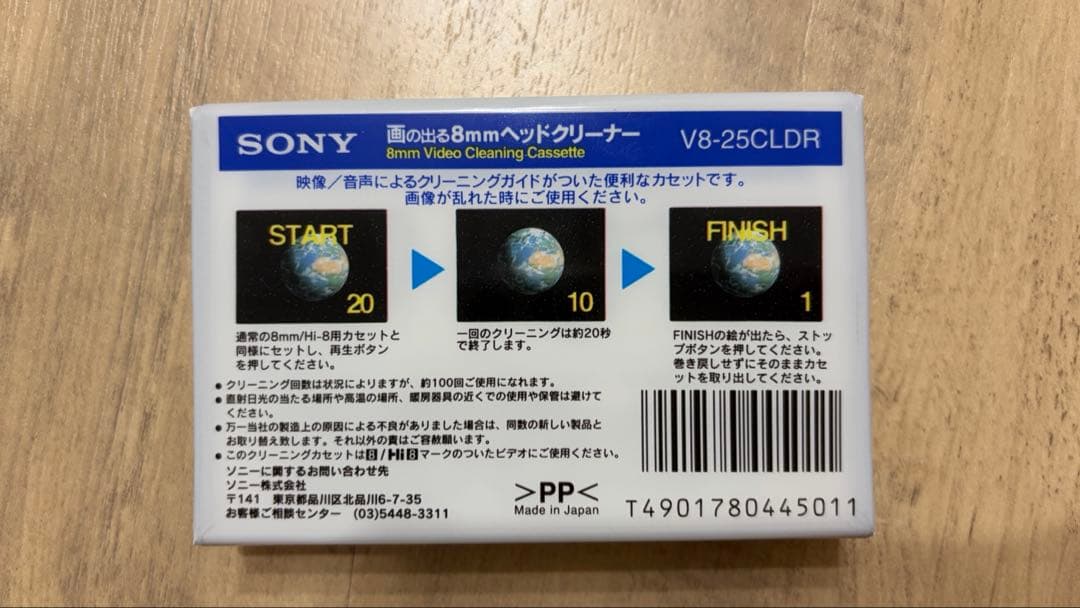 SONY
画の出る8mmヘッドクリーナー
8mm Video Cleaning Cassette
V8-25CLDR
映像／音声によるクリーニングガイドがついた便利なカセットです。
画像が乱れた時にご使用ください。
START
20
10
FINISH
1
通常の8mm/Hi-8用カセットと
同様にセットし、再生ボタン
を押してください。
一回のクリーニングは約20秒
で終了します。
FINISHの絵が出たら、ストッ
プボタンを押してください。
巻き戻しせずにそのままカセ
ットを取り出してください。
● クリーニング回数は状況によりますが、約100回ご使用になれます。
● 直射日光の当たる場所や高温の場所、暖房器具の近くでの使用や保管は避けて
ください。
● 万一当社の製造上の原因による不良がありました場合は、同数の新しい製品と
お取り替え致します。それ以外の責はご容赦願います。
● このクリーニングカセットは8/Hi8マークのついたビデオにご使用ください。
ソニーに関するお問い合わせ先
ソニー株式会社
〒141 東京都品川区北品川6-7-35
お客様ご相談センター (03)5448-3311
>PP<
Made in Japan
T4901780445011